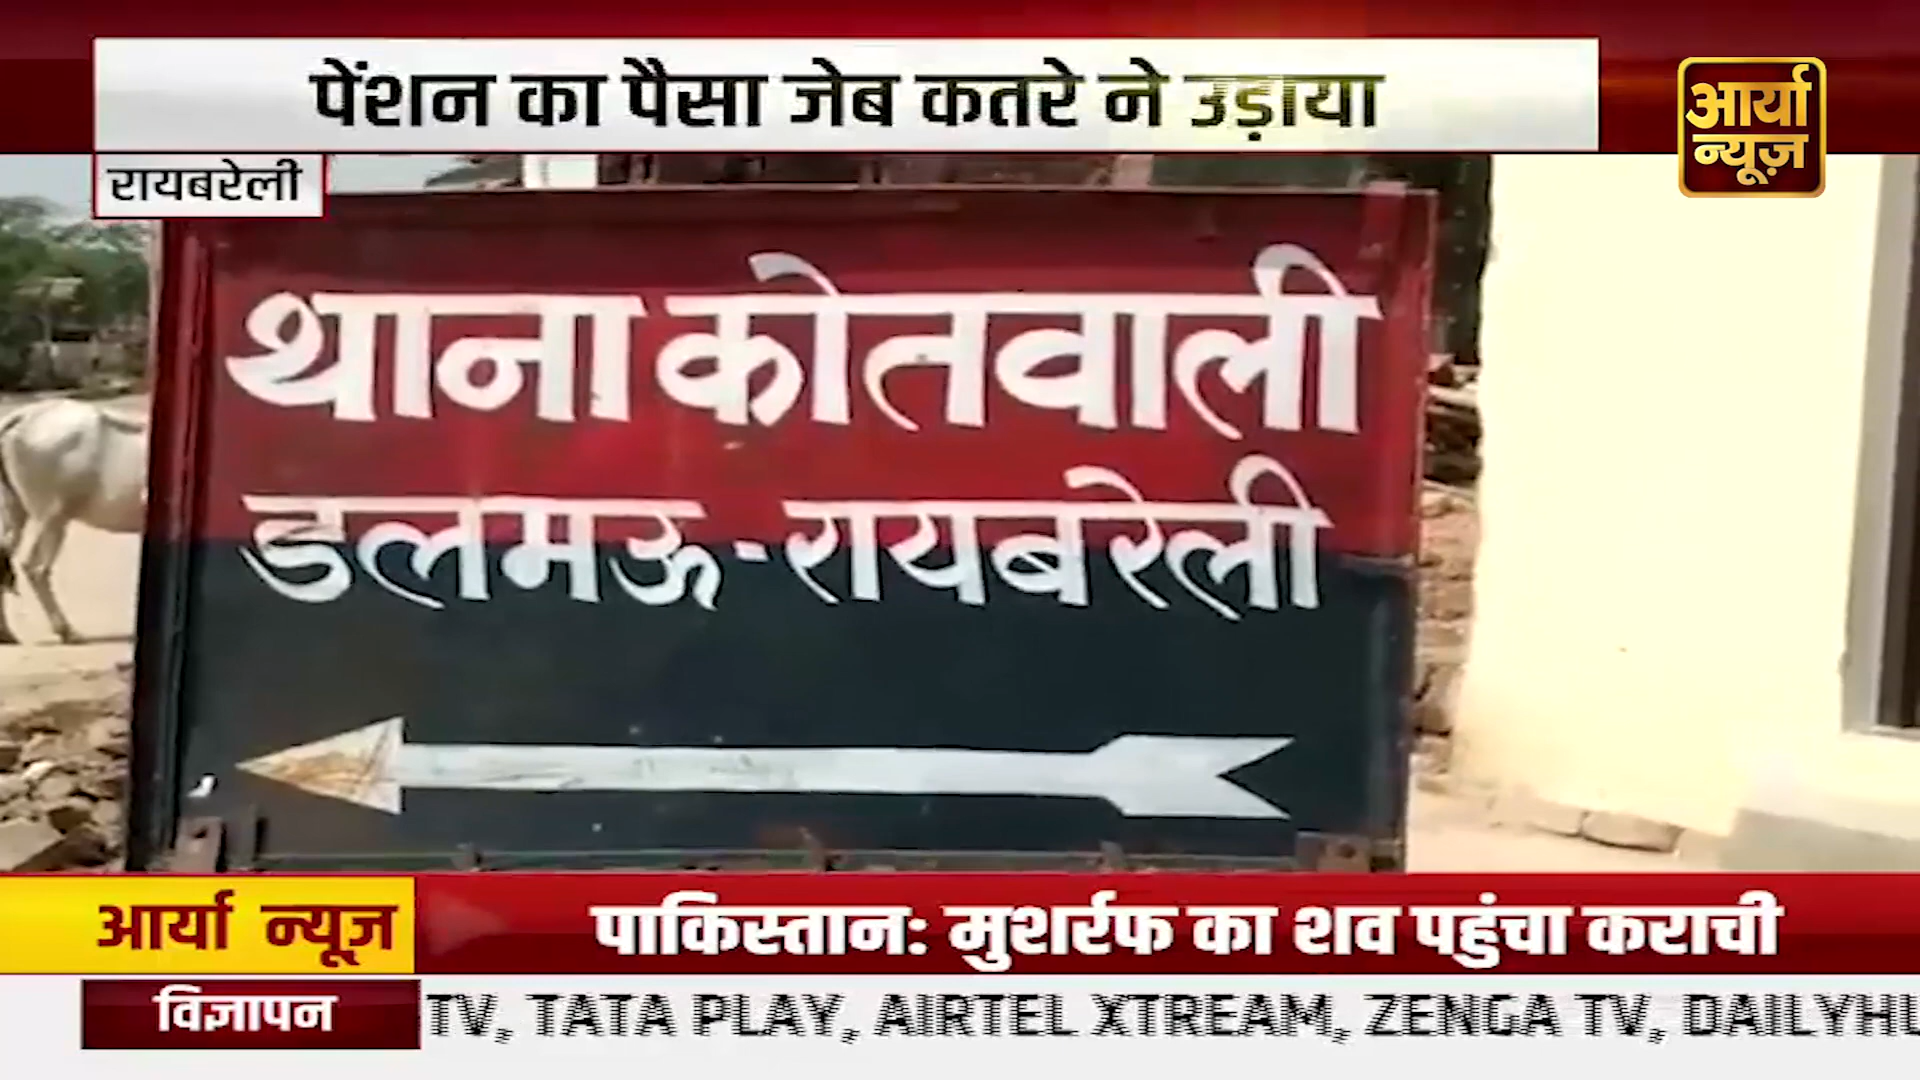 पेंशन का पैसा जेब कतरे ने उड़ाया
आर्या
न्यूज़
रायबरेली
थाना कोतवाली
डलमऊ-रायबरेली
आर्या न्यूज़
पाकिस्तान: मुशर्रफ का शव पहुंचा कराची
विज्ञापन
TV, TATA PLAY, AIRTEL XTREAM, ZENGA TV, DAILYHU